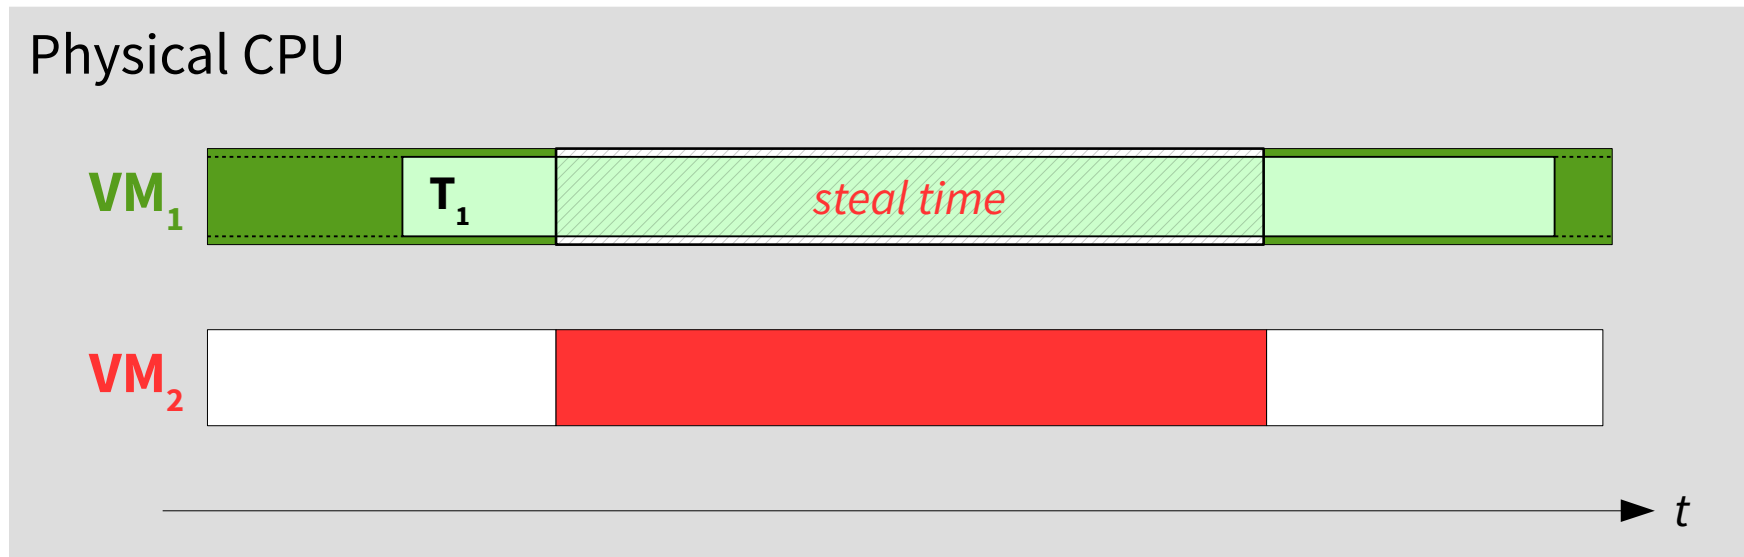 Physical CPU
VM₁
T₁
steal time
VM₂
t